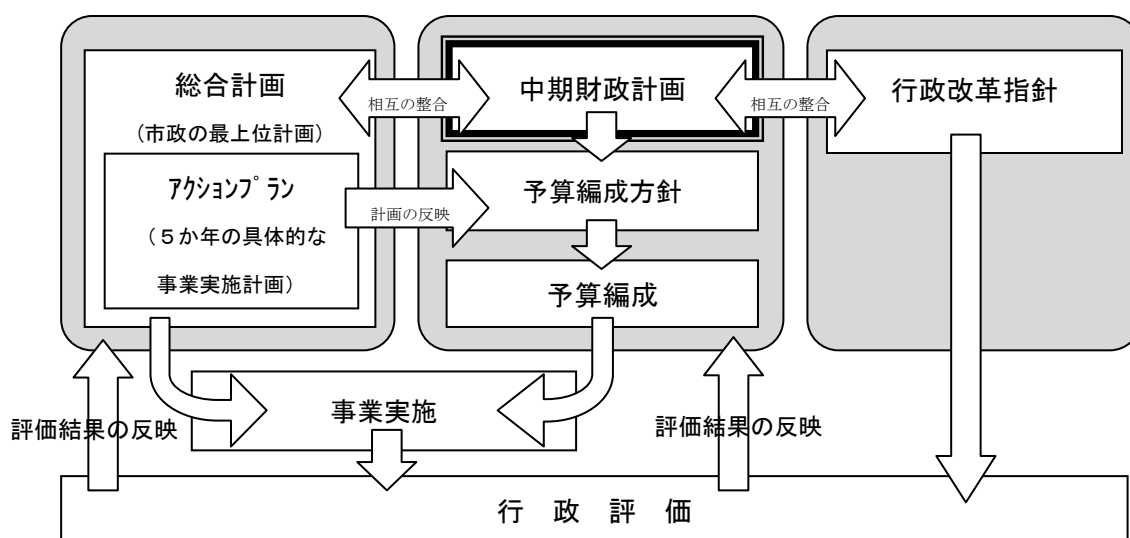 総合計画
（市政の最上位計画）
アクションプラン
（５か年の具体的な
事業実施計画）
相互の整合
中期財政計画
相互の整合
行政改革指針
計画の反映
予算編成方針
予算編成
事業実施
評価結果の反映
評価結果の反映
行　政　評　価